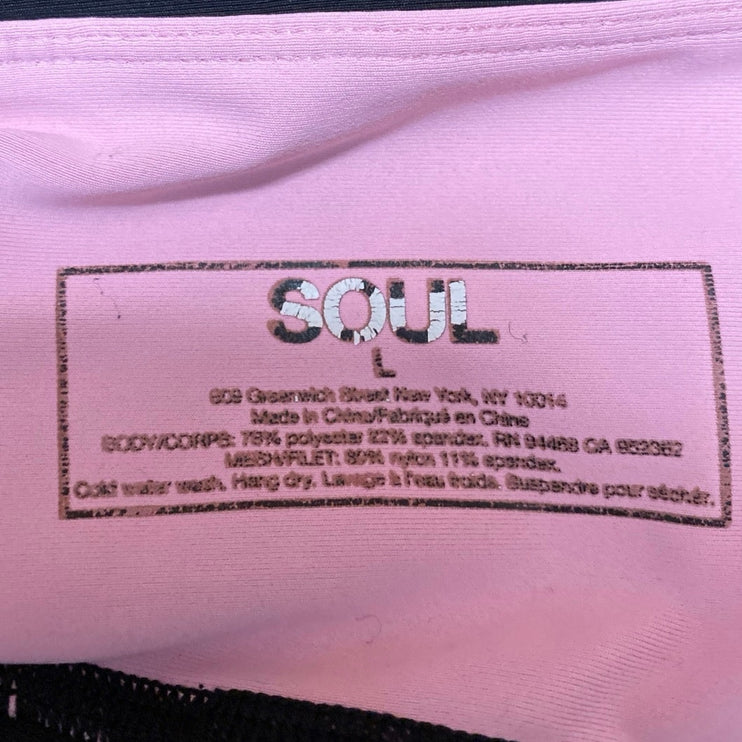 SOUL
L
609 Greenwich Street New York, NY 10014
Made in China/Fabriqué en Chine
BODY/CORPS: 78% polyester 22% spandex. RN 94468 CA
MESH/FILET: nylon 11% spandex.
Cold water wash. Hang dry. Lavage à l'eau froide. Suspendre pour sécher.